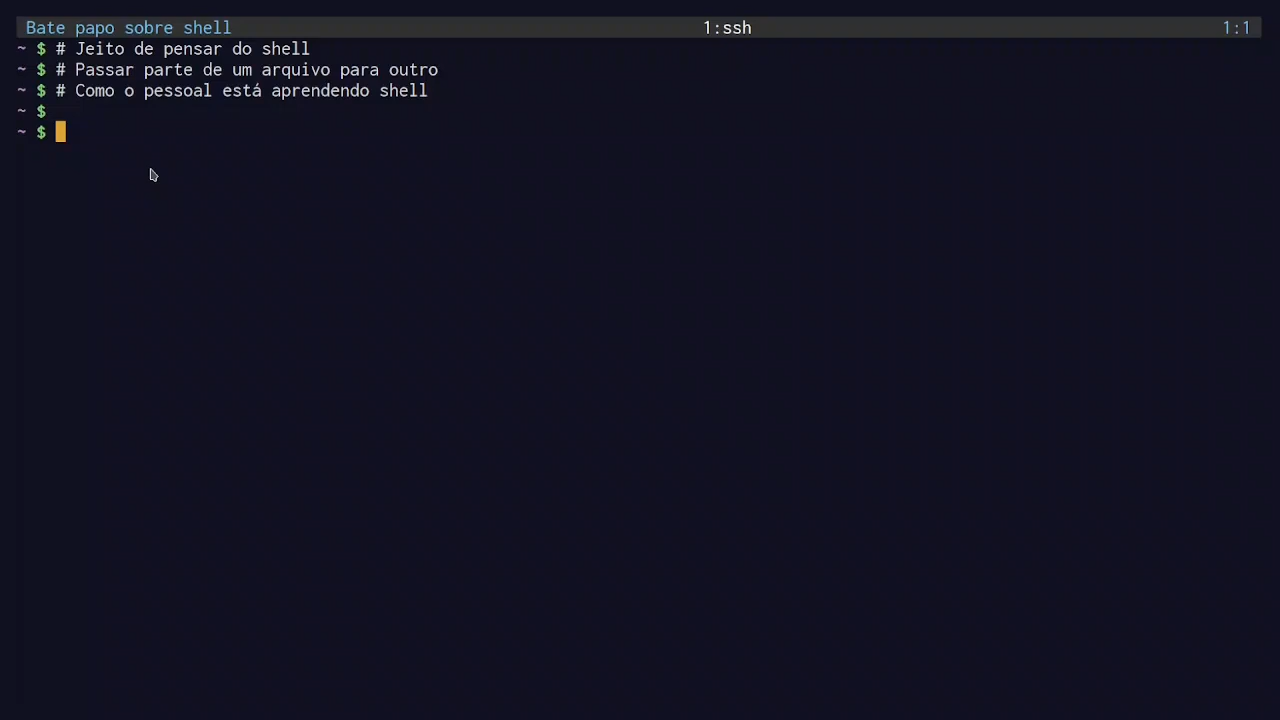 Bate papo sobre shell 1:ssh 1:1
~ $ # Jeito de pensar do shell
~ $ # Passar parte de um arquivo para outro
~ $ # Como o pessoal está aprendendo shell
~ $
~ $